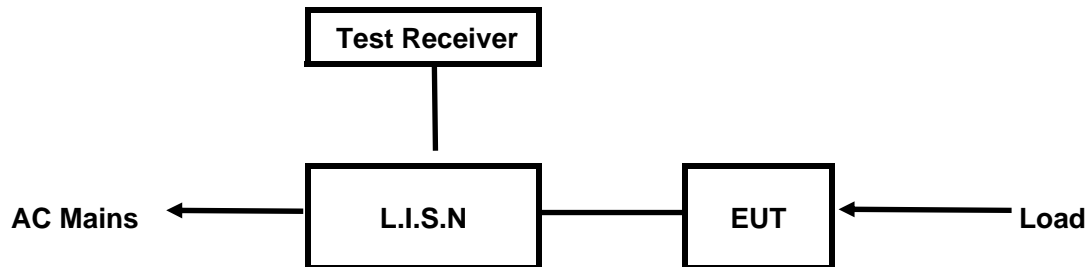 Test Receiver
AC Mains
L.I.S.N
EUT
Load